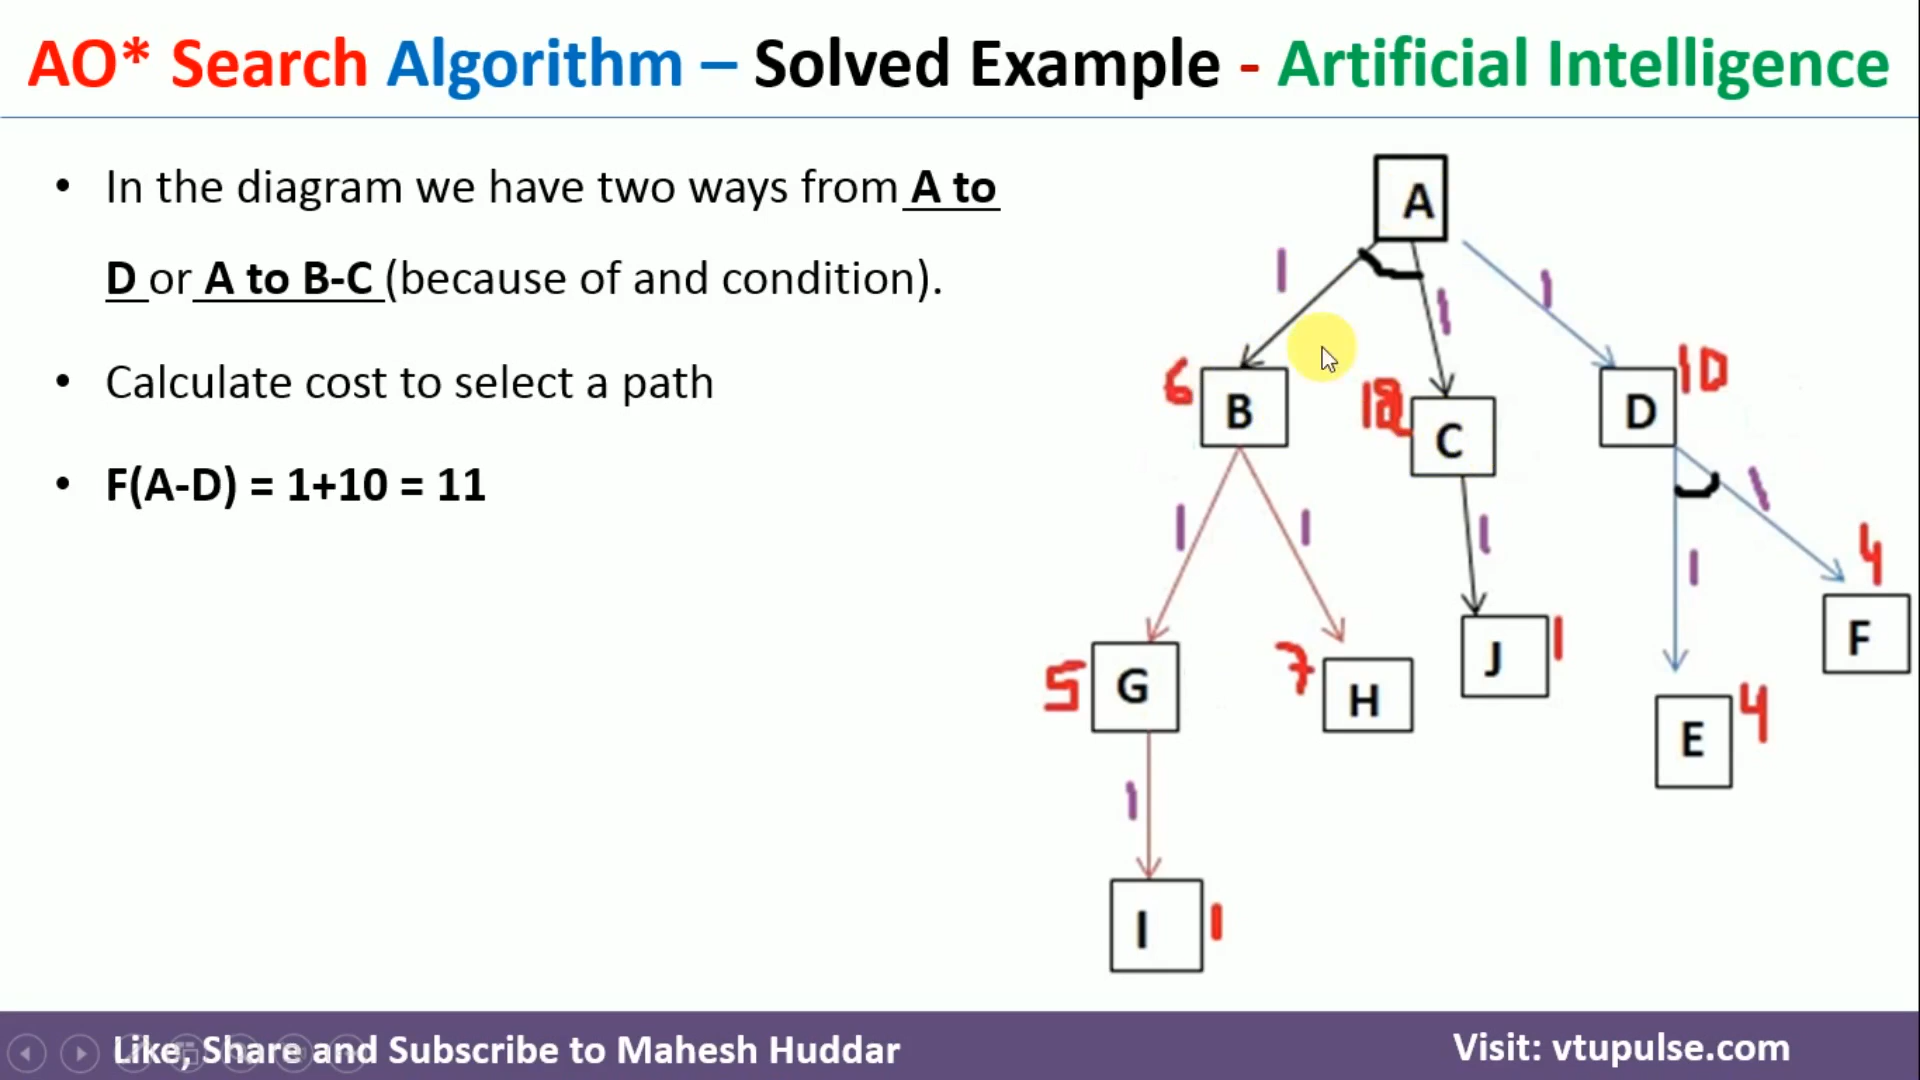 AO* Search Algorithm – Solved Example - Artificial Intelligence
• In the diagram we have two ways from A to
D or A to B-C (because of and condition).
• Calculate cost to select a path
• F(A-D) = 1+10 = 11
A
1
1
1
6
B
C
D
10
1
1
1
1
1
4
5
G
7
H
J
1
F
E
4
1
I
1
Like, Share and Subscribe to Mahesh Huddar
Visit: vtupulse.com